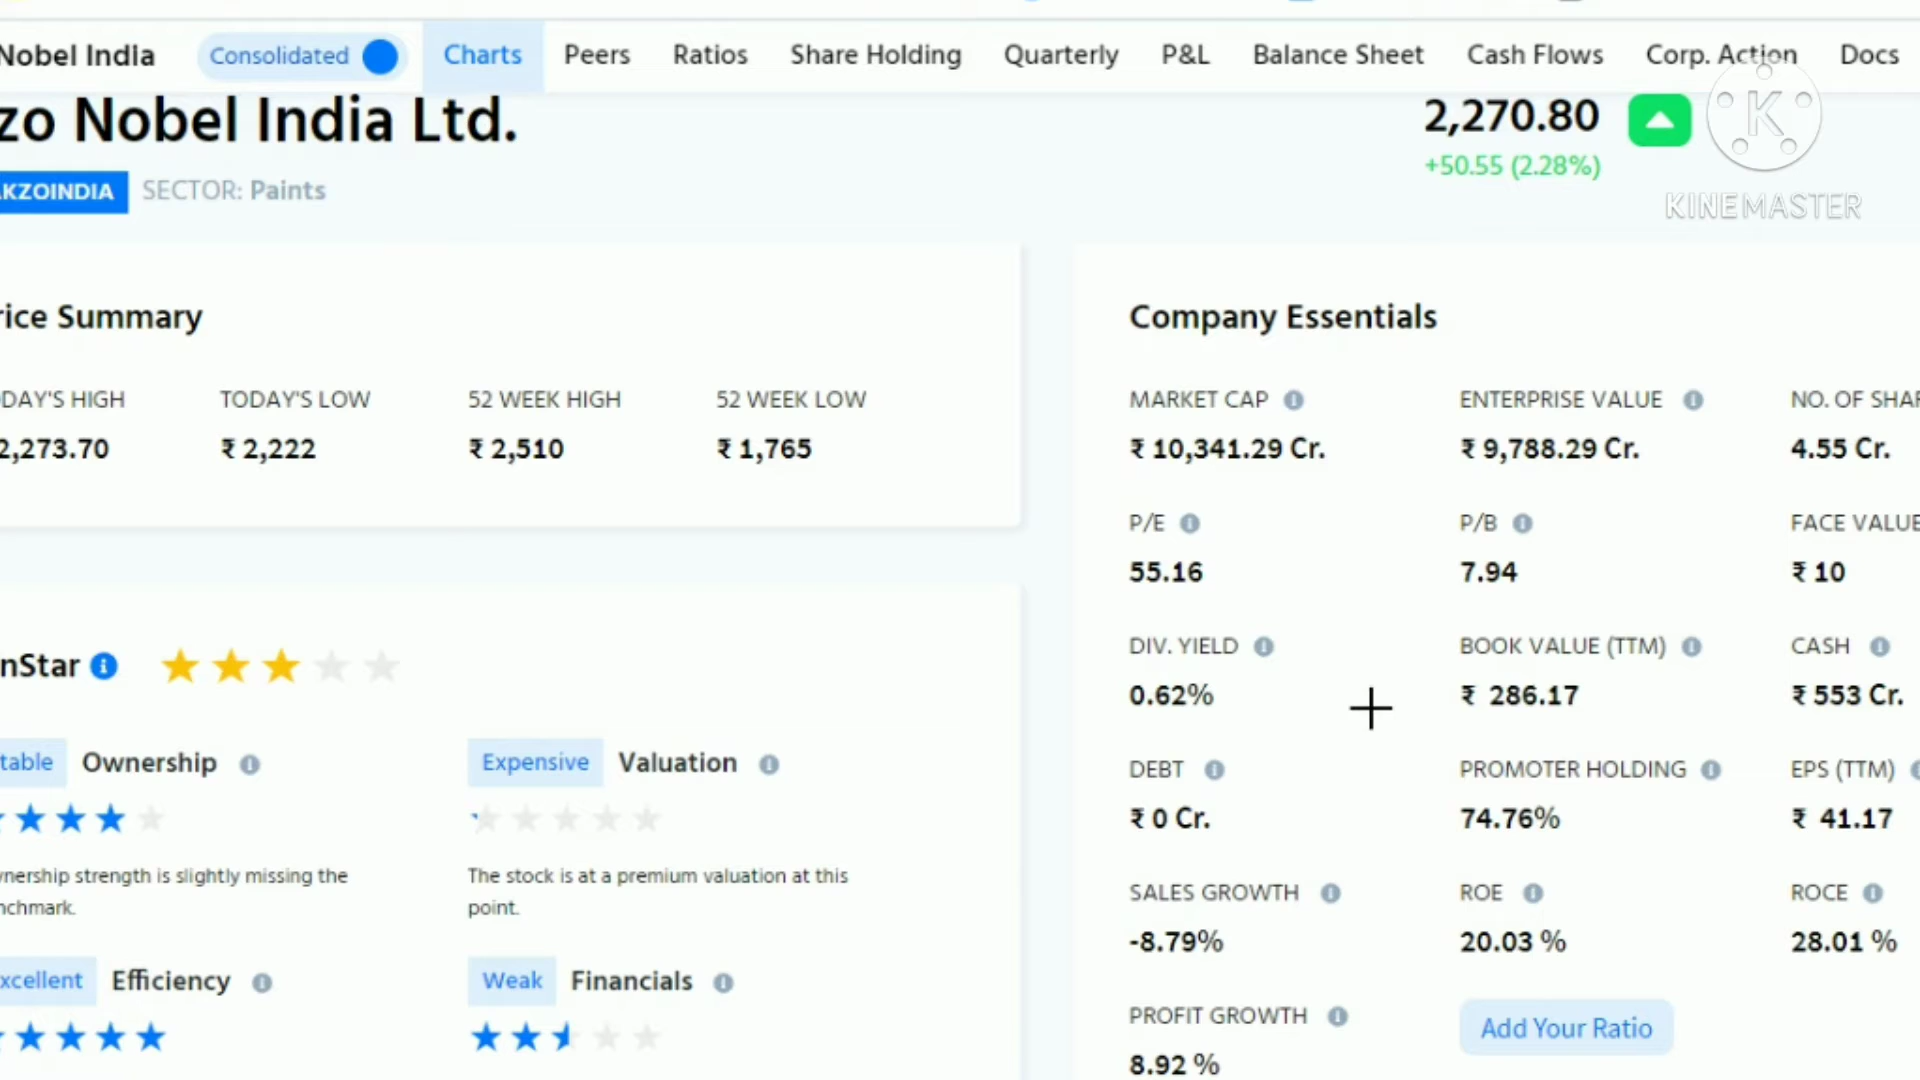 Nobel India Consolidated Charts Peers Ratios Share Holding Quarterly P&L Balance Sheet Cash Flows Corp. Action Docs
zo Nobel India Ltd.
2,270.80
+50.55 (2.28%)
AKZOINDIA SECTOR: Paints
K
KINEMASTER
rice Summary
DAY'S HIGH TODAY'S LOW 52 WEEK HIGH 52 WEEK LOW
2,273.70 ₹ 2,222 ₹ 2,510 ₹ 1,765
nStar
table Ownership
Expensive Valuation
nership strength is slightly missing the
nchmark.
The stock is at a premium valuation at this
point.
xcellent Efficiency
Weak Financials
Company Essentials
MARKET CAP ENTERPRISE VALUE NO. OF SHAR
₹ 10,341.29 Cr. ₹ 9,788.29 Cr. 4.55 Cr.
P/E P/B FACE VALUE
55.16 7.94 ₹ 10
DIV. YIELD BOOK VALUE (TTM) CASH
0.62% ₹ 286.17 ₹ 553 Cr.
DEBT PROMOTER HOLDING EPS (TTM)
₹ 0 Cr. 74.76% ₹ 41.17
SALES GROWTH ROE ROCE
-8.79% 20.03 % 28.01 %
PROFIT GROWTH
8.92 %
Add Your Ratio